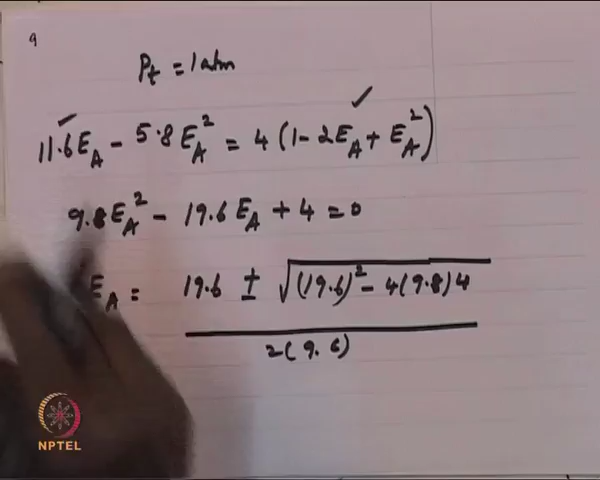 9
Pt = 1 atm
11.6 EA - 5.8 EA² = 4 (1 - 2EA + EA²)
9.8 EA² - 19.6 EA + 4 = 0
EA = 19.6 ± √(19.6)² - 4(9.8)4
2(9.6)
NPTEL